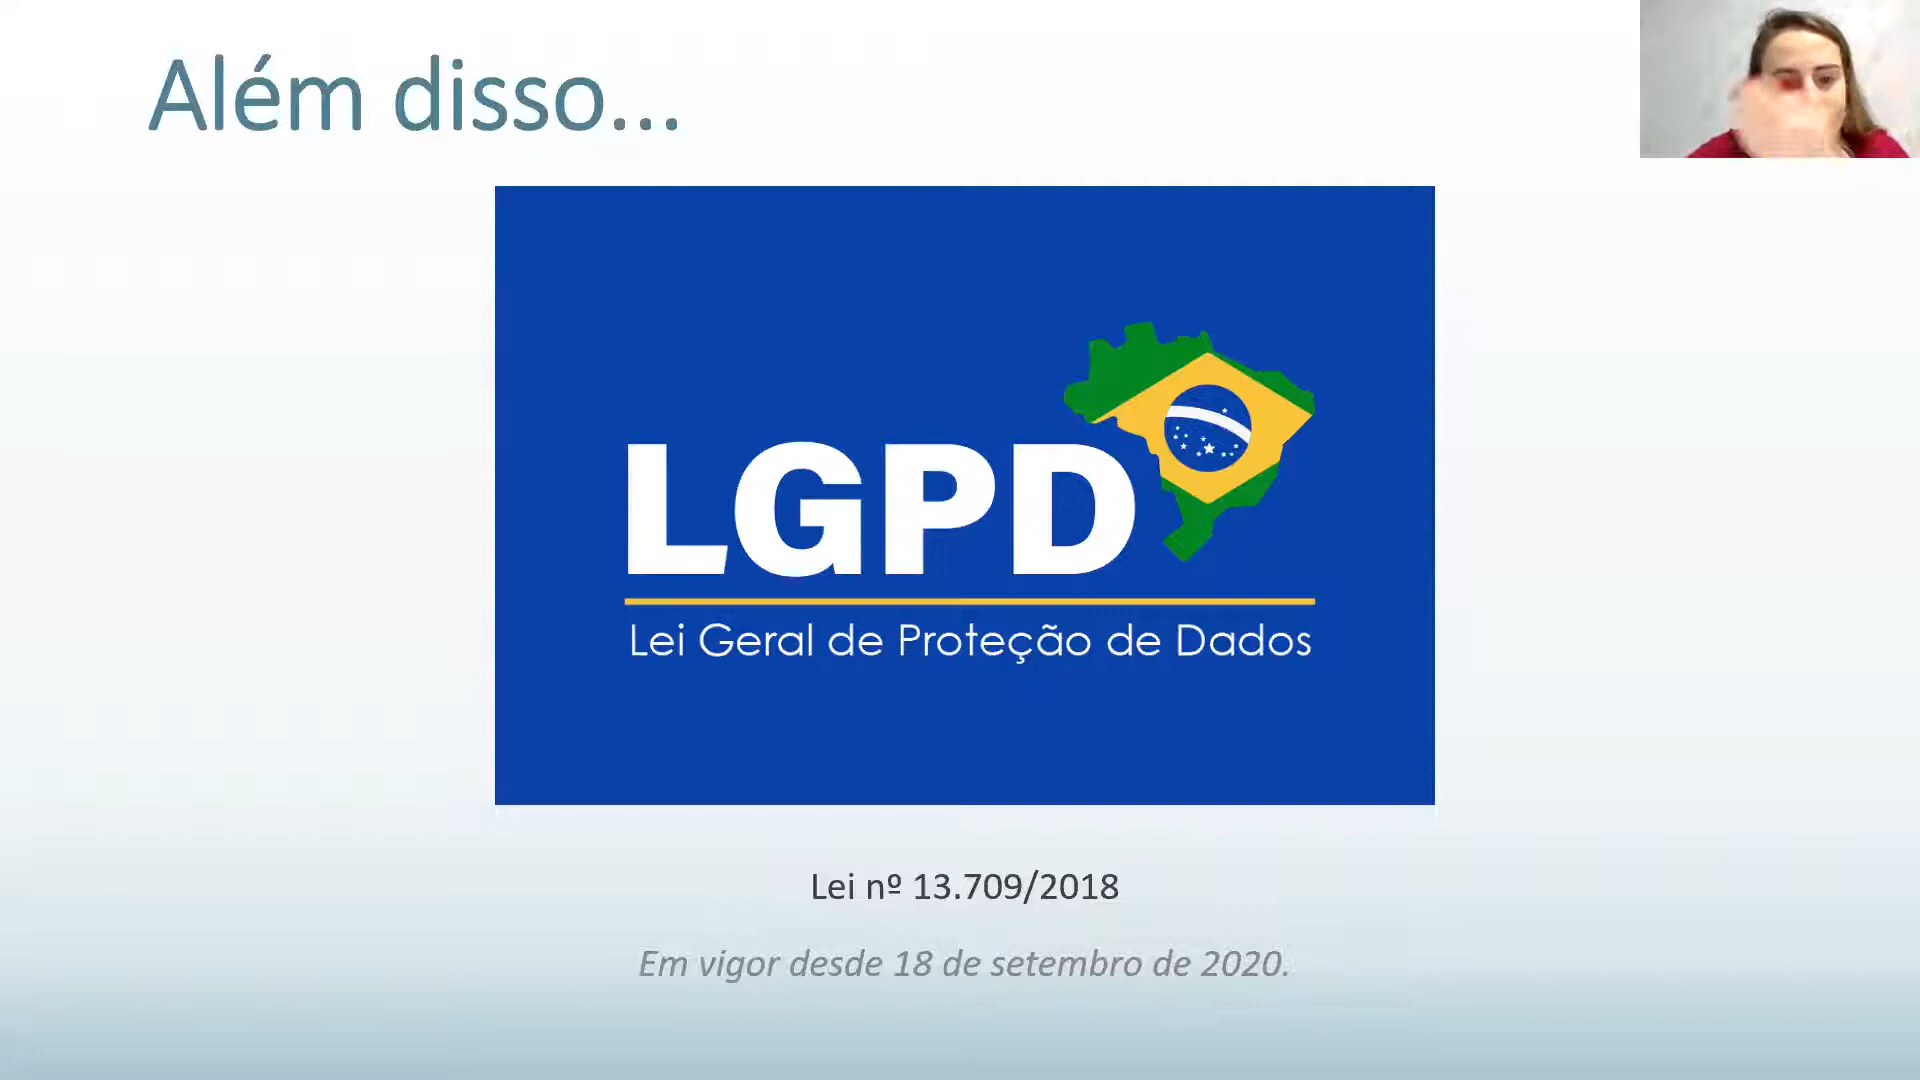 Além disso...
LGPD
Lei Geral de Proteção de Dados
Lei nº 13.709/2018
Em vigor desde 18 de setembro de 2020.